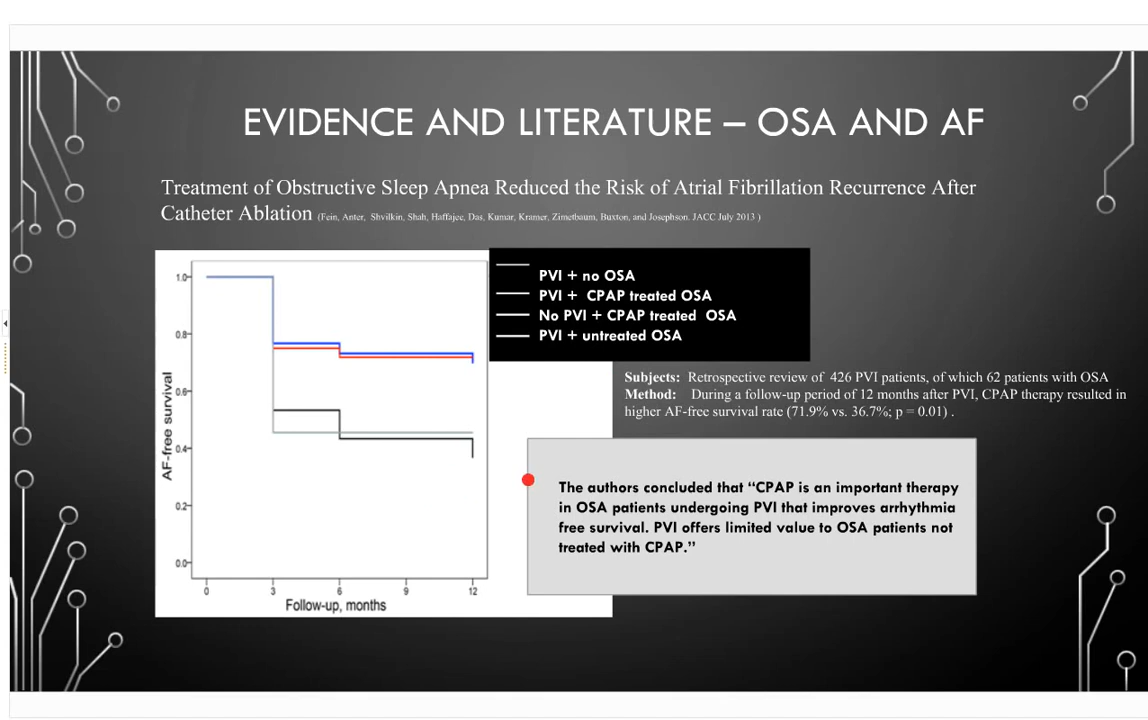 EVIDENCE AND LITERATURE – OSA AND AF
Treatment of Obstructive Sleep Apnea Reduced the Risk of Atrial Fibrillation Recurrence After
Catheter Ablation (Fein, Anter, Shvilkin, Shah, Haffajee, Das, Kumar, Kramer, Zimetbaum, Buxton, and Josephson. JACC July 2013 )
PVI + no OSA
PVI + CPAP treated OSA
No PVI + CPAP treated OSA
PVI + untreated OSA
AF-free survival
1.0
0.8
0.6
0.4
0.2
0.0
0 3 6 9 12
Follow-up, months
Subjects: Retrospective review of 426 PVI patients, of which 62 patients with OSA
Method: During a follow-up period of 12 months after PVI, CPAP therapy resulted in
higher AF-free survival rate (71.9% vs. 36.7%; p = 0.01) .
The authors concluded that “CPAP is an important therapy
in OSA patients undergoing PVI that improves arrhythmia
free survival. PVI offers limited value to OSA patients not
treated with CPAP.”